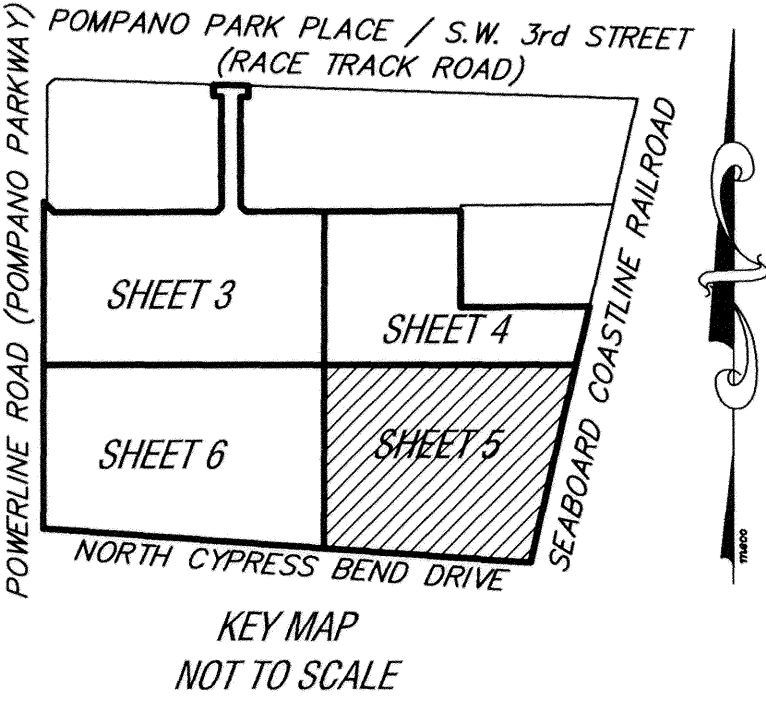 POMPANO PARK PLACE / S.W. 3rd STREET
(RACE TRACK ROAD)
POWERLINE ROAD (POMPANO PARKWAY)
SEABOARD COASTLINE RAILROAD
SHEET 3
SHEET 4
SHEET 6
SHEET 5
NORTH CYPRESS BEND DRIVE
maco
KEY MAP
NOT TO SCALE